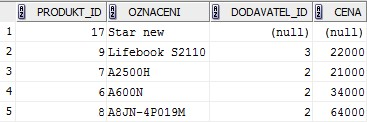 PRODUKT_ID OZNACENI DODAVATEL_ID CENA
1 17 Star new (null) (null)
2 9 Lifebook S2110 3 22000
3 7 A2500H 2 21000
4 6 A600N 2 34000
5 8 A8JN-4P019M 2 64000